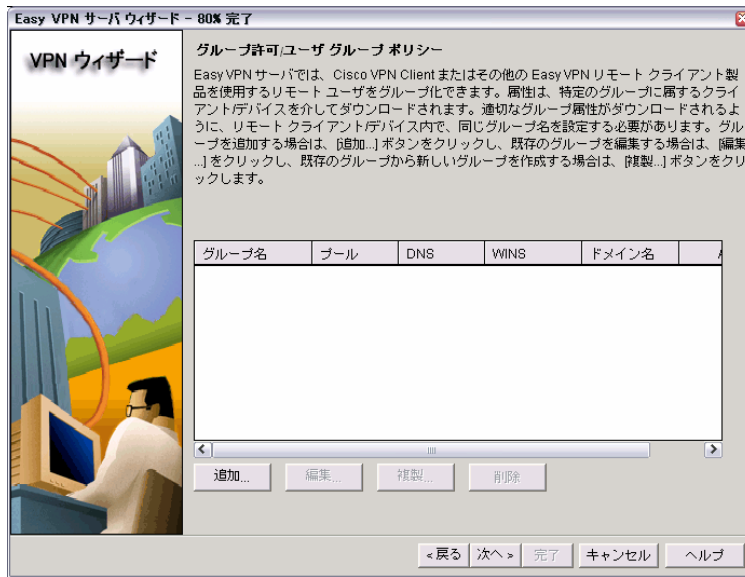 Easy VPN サーバ ウィザード - 80% 完了
VPN ウィザード
グループ許可/ユーザ グループ ポリシー
Easy VPN サーバでは、Cisco VPN Client またはその他の Easy VPN リモート クライアント製
品を使用するリモート ユーザをグループ化できます。属性は、特定のグループに属するクライ
アント/デバイスを介してダウンロードされます。適切なグループ属性がダウンロードされるよ
うに、リモート クライアント/デバイス内で、同じグループ名を設定する必要があります。グル
ープを追加する場合は、[追加...] ボタンをクリックし、既存のグループを編集する場合は、[編集
...] をクリックし、既存のグループから新しいグループを作成する場合は、[複製...] ボタンをクリ
ックします。
グループ名 プール DNS WINS ドメイン名
追加... 編集... 複製... 削除
« 戻る 次へ » 完了 キャンセル ヘルプ